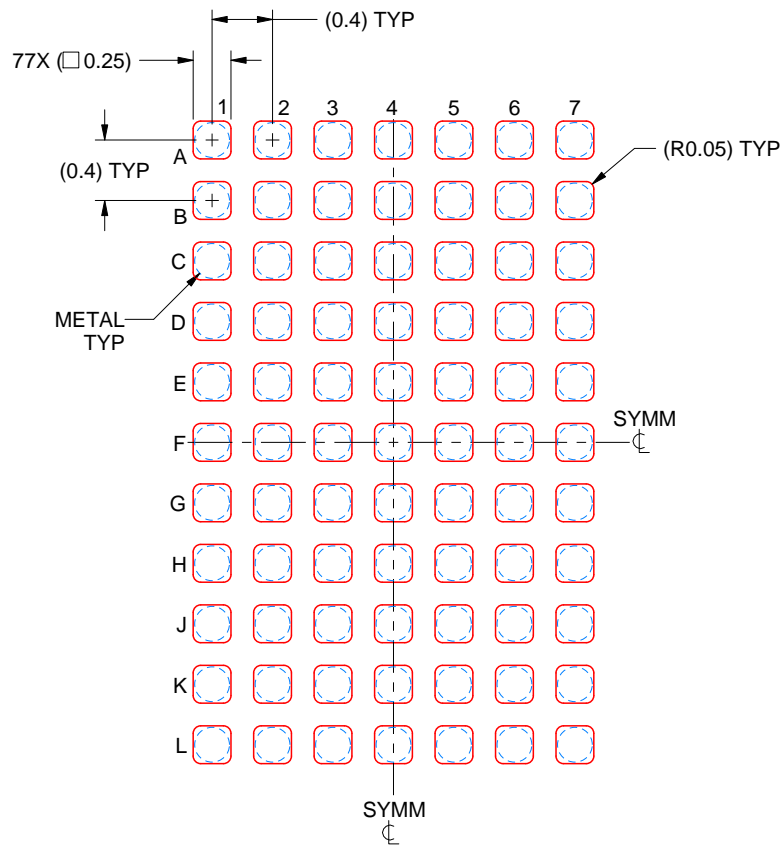 (0.4) TYP
77X (□ 0.25)
1 2 3 4 5 6 7
A
(R0.05) TYP
(0.4) TYP
B
C
METAL
TYP
D
E
SYMM
℄
F
G
H
J
K
L
SYMM
℄